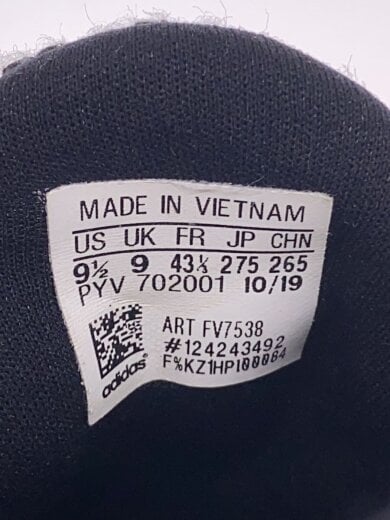 MADE IN VIETNAM
US UK FR JP CHN
9½ 9 43⅓ 275 265
PYV 702001 10/19
ART FV7538
#124243492
F%KZ1HPI00084
adidas